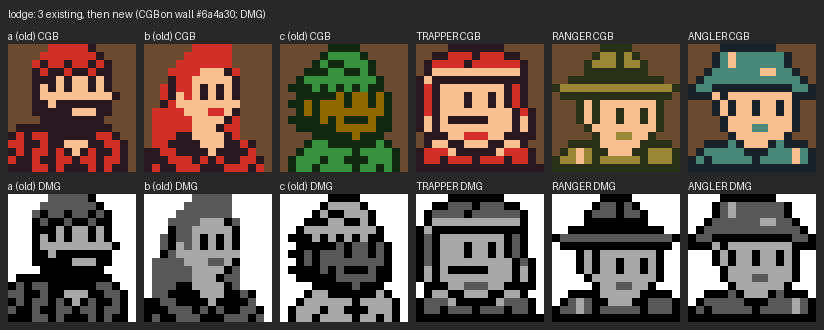 lodge: 3 existing, then new (CGB on wall #6a4a30; DMG)
a (old) CGB
b (old) CGB
c (old) CGB
TRAPPER CGB
RANGER CGB
ANGLER CGB
a (old) DMG
b (old) DMG
c (old) DMG
TRAPPER DMG
RANGER DMG
ANGLER DMG